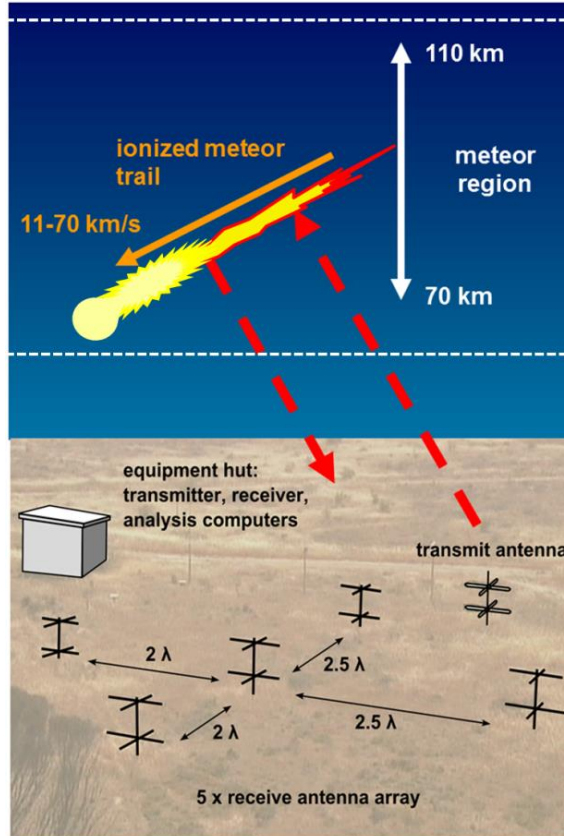 110 km
ionized meteor
trail
meteor
region
11-70 km/s
70 km
equipment hut:
transmitter, receiver,
analysis computers
transmit antenna
2 λ
2.5 λ
2 λ
2.5 λ
5 x receive antenna array